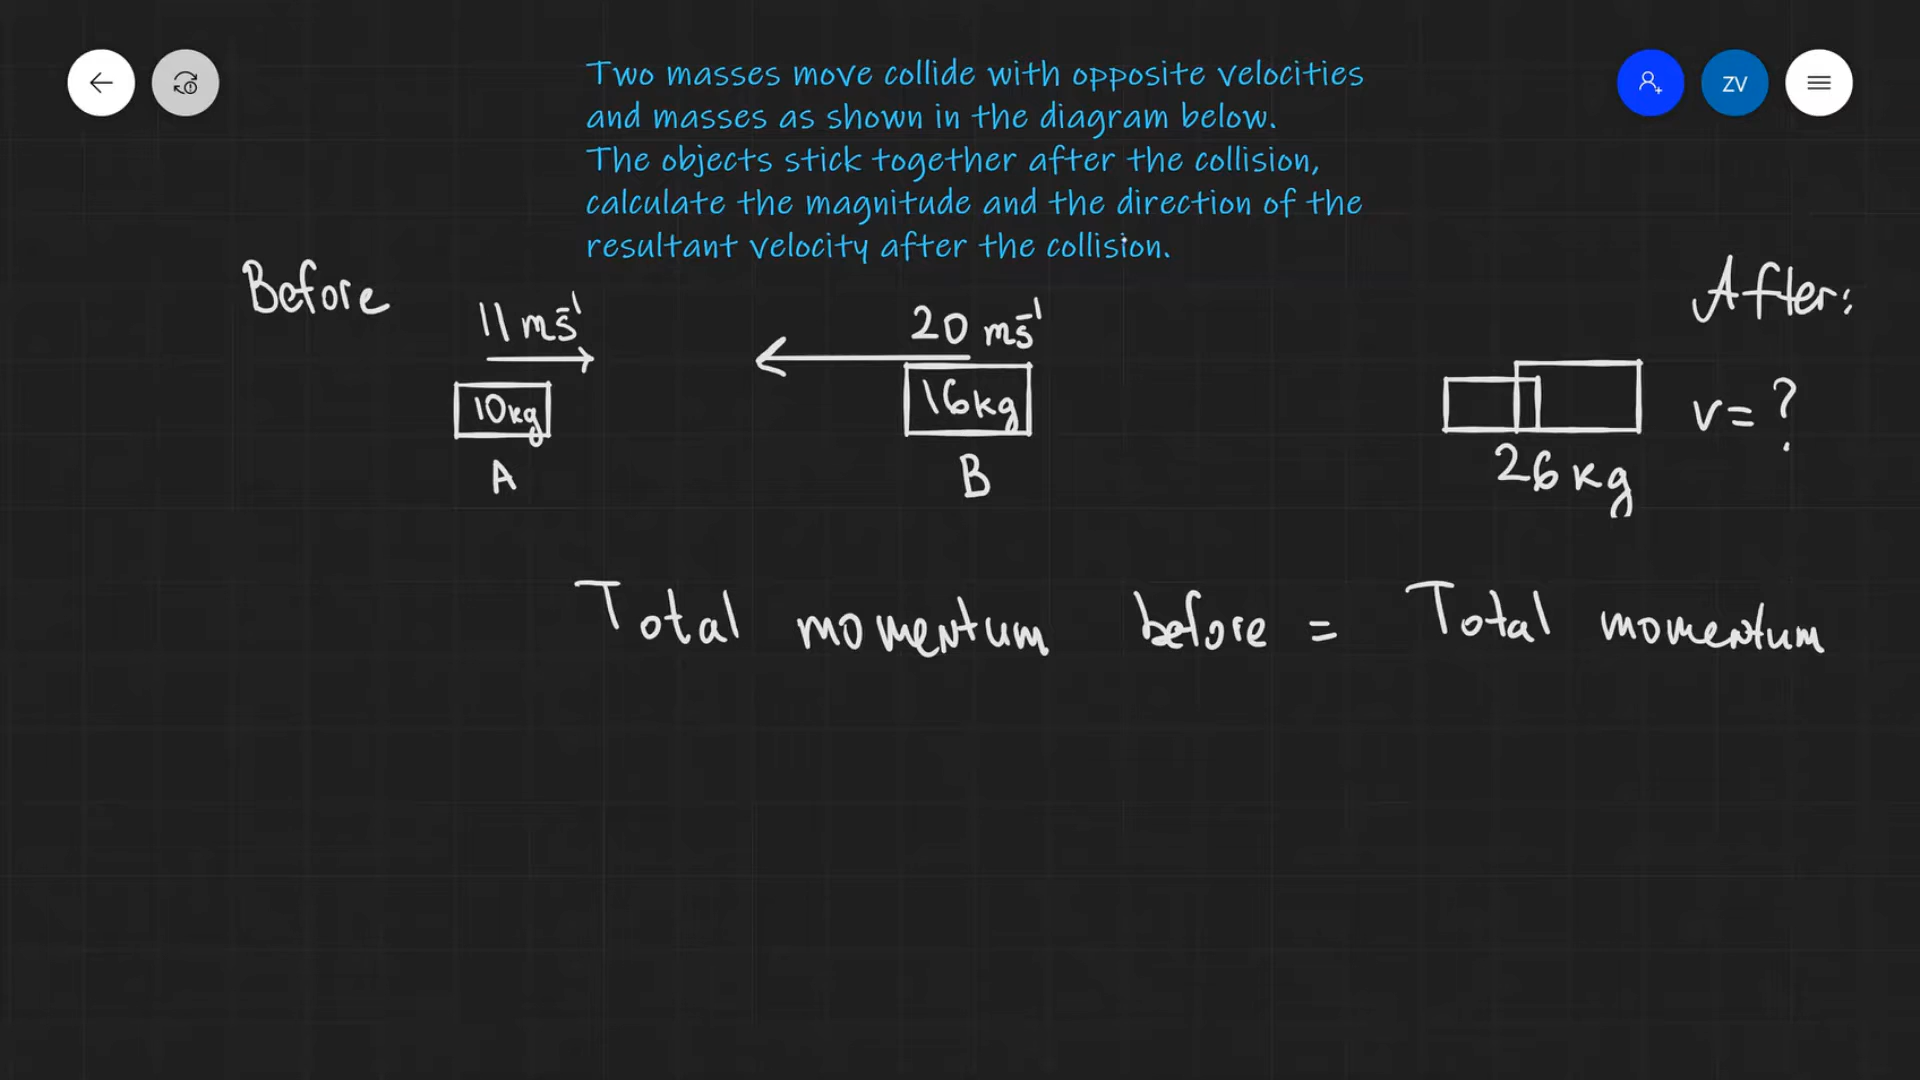 Two masses move collide with opposite velocities
and masses as shown in the diagram below.
The objects stick together after the collision,
calculate the magnitude and the direction of the
resultant velocity after the collision.
ZV
Before
After:
11 ms⁻¹
20 ms⁻¹
10kg
16kg
v = ?
A
B
26 kg
Total momentum before = Total momentum